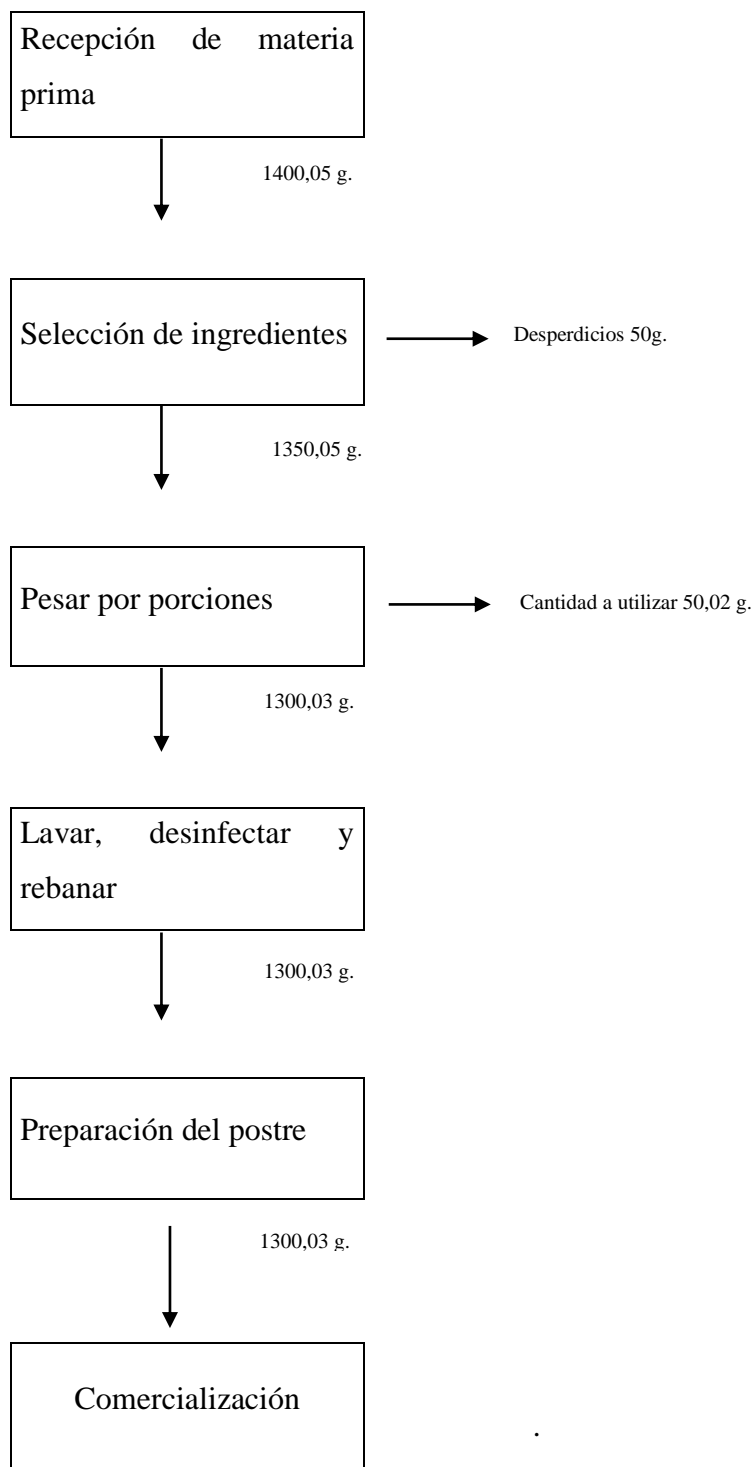 Recepción de materia
prima
1400,05 g.
Selección de ingredientes
Desperdicios 50g.
1350,05 g.
Pesar por porciones
Cantidad a utilizar 50,02 g.
1300,03 g.
Lavar, desinfectar y
rebanar
1300,03 g.
Preparación del postre
1300,03 g.
Comercialización
.